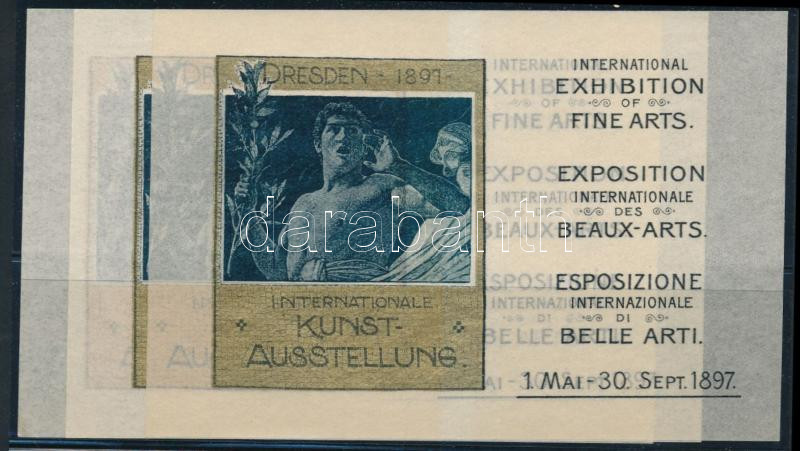 DRESDEN - 1897-
INTERNATIONALE
KUNST-
AUSSTELLUNG.
INTERNATIONAL
EXHIBITION
OF
FINE ARTS.
EXPOSITION
INTERNATIONALE
DES
BEAUX-ARTS.
ESPOSIZIONE
INTERNAZIONALE
DI
BELLE ARTI.
1. MAI - 30. SEPT. 1897.
darabanth